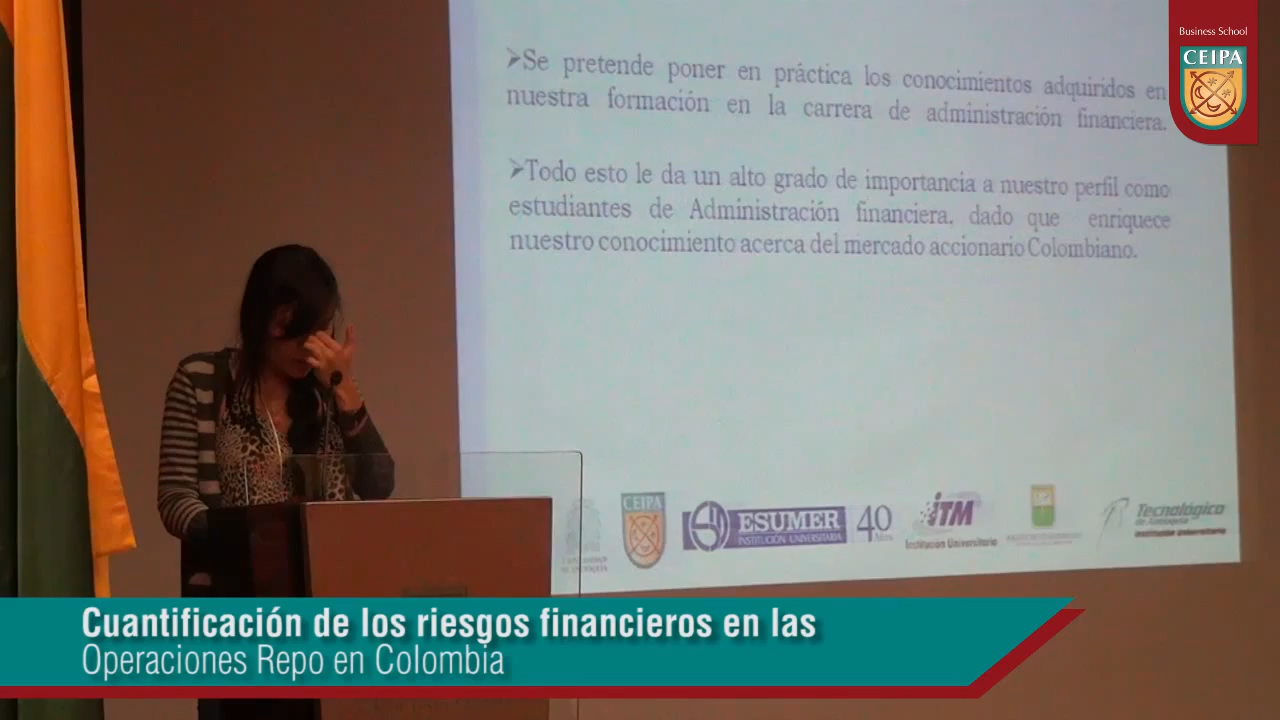 Business School
CEIPA
➢Se pretende poner en práctica los conocimientos adquiridos en
nuestra formación en la carrera de administración financiera.
➢Todo esto le da un alto grado de importancia a nuestro perfil como
estudiantes de Administración financiera, dado que enriquece
nuestro conocimiento acerca del mercado accionario Colombiano.
CEIPA
ESUMER
INSTITUCIÓN UNIVERSITARIA
40
iTM
Institución Universitaria
Tecnológico
de Antioquia
Institución Universitaria
Cuantificación de los riesgos financieros en las
Operaciones Repo en Colombia